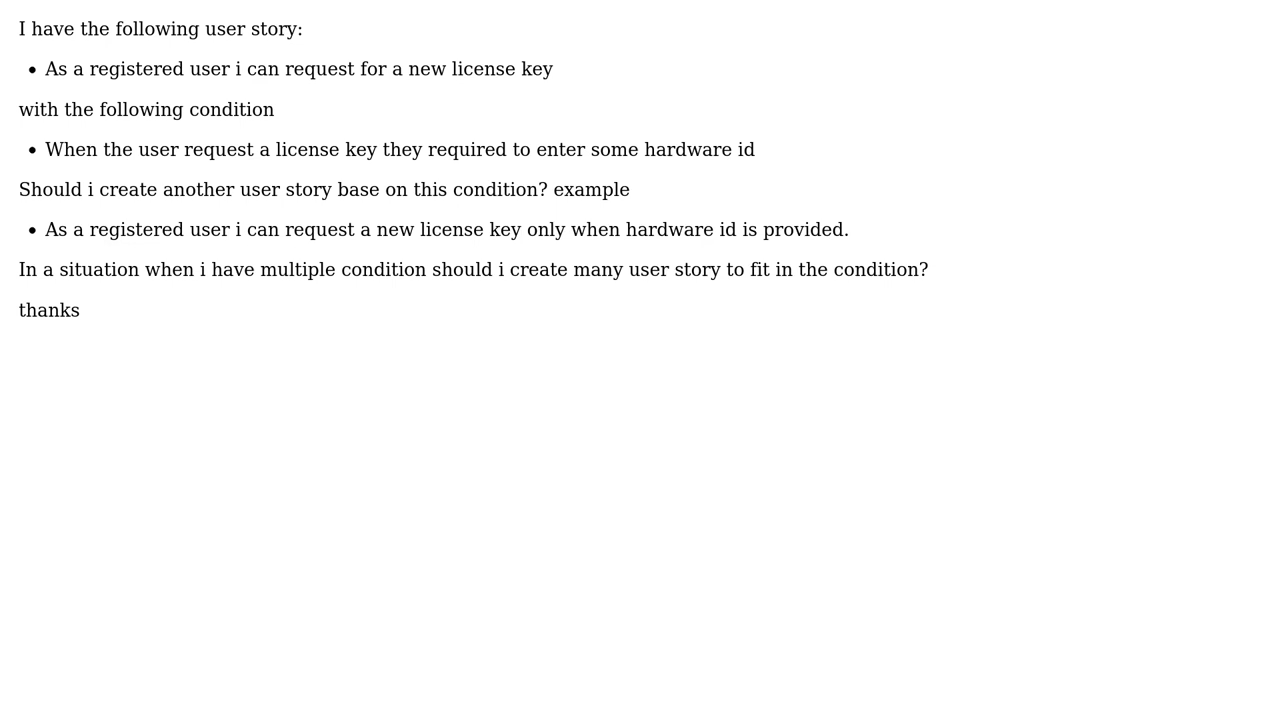 I have the following user story:
• As a registered user i can request for a new license key
with the following condition
• When the user request a license key they required to enter some hardware id
Should i create another user story base on this condition? example
• As a registered user i can request a new license key only when hardware id is provided.
In a situation when i have multiple condition should i create many user story to fit in the condition?
thanks